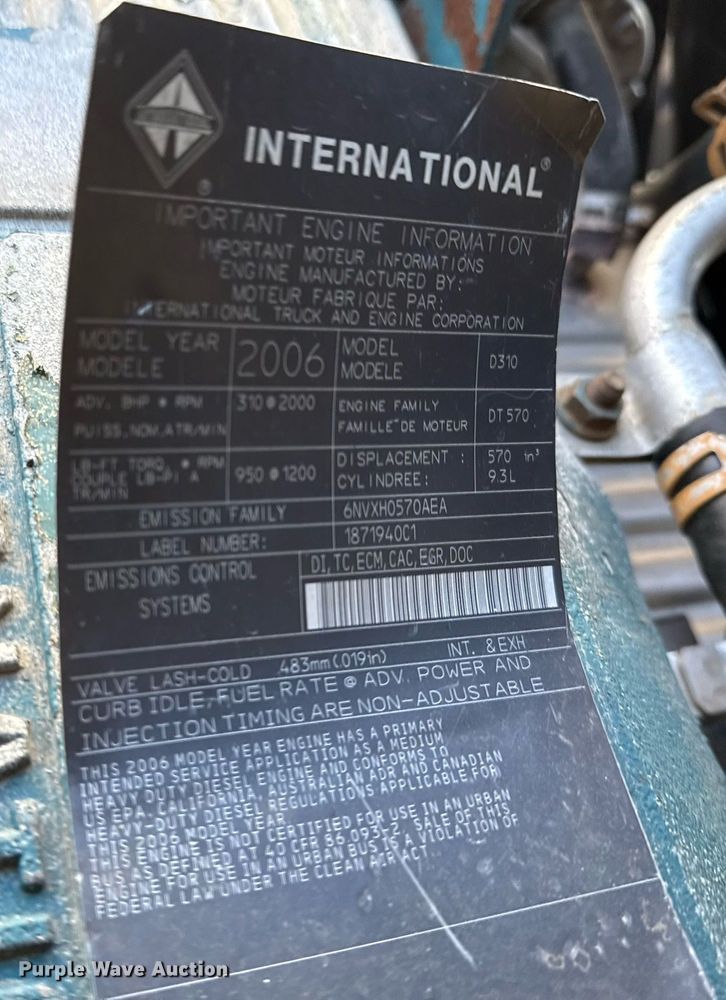 INTERNATIONAL®
IMPORTANT ENGINE INFORMATION
IMPORTANT MOTEUR INFORMATIONS
ENGINE MANUFACTURED BY:
MOTEUR FABRIQUE PAR:
INTERNATIONAL TRUCK AND ENGINE CORPORATION
MODEL YEAR
MODELE
2006
MODEL
MODELE
D310
ADV. BHP @ RPM
PUISS.NOM.ATR/MIN
310@2000
ENGINE FAMILY
FAMILLE DE MOTEUR
DT570
LB-FT TORQ. @ RPM
COUPLE LB-PI A
TR/MIN
950@1200
DISPLACEMENT :
CYLINDREE:
570 in³
9.3L
EMISSION FAMILY
6NVXH0570AEA
LABEL NUMBER:
1871940C1
EMISSIONS CONTROL
SYSTEMS
DI,TC,ECM,CAC,EGR,DOC
VALVE LASH-COLD .483mm(.019in) INT. & EXH
CURB IDLE,FUEL RATE @ ADV. POWER AND
INJECTION TIMING ARE NON-ADJUSTABLE
THIS 2006 MODEL YEAR ENGINE HAS A PRIMARY
INTENDED SERVICE APPLICATION AS A MEDIUM
HEAVY DUTY DIESEL ENGINE AND CONFORMS TO
US EPA, CALIFORNIA, AUSTRALIAN ADR AND CANADIAN
HEAVY-DUTY DIESEL REGULATIONS APPLICABLE FOR
THIS 2006 MODEL YEAR
THIS ENGINE IS NOT CERTIFIED FOR USE IN AN URBAN
BUS AS DEFINED AT 40 CFR 86.093-2. SALE OF THIS
ENGINE FOR USE IN AN URBAN BUS IS A VIOLATION OF
FEDERAL LAW UNDER THE CLEAN AIR ACT.
Purple Wave Auction